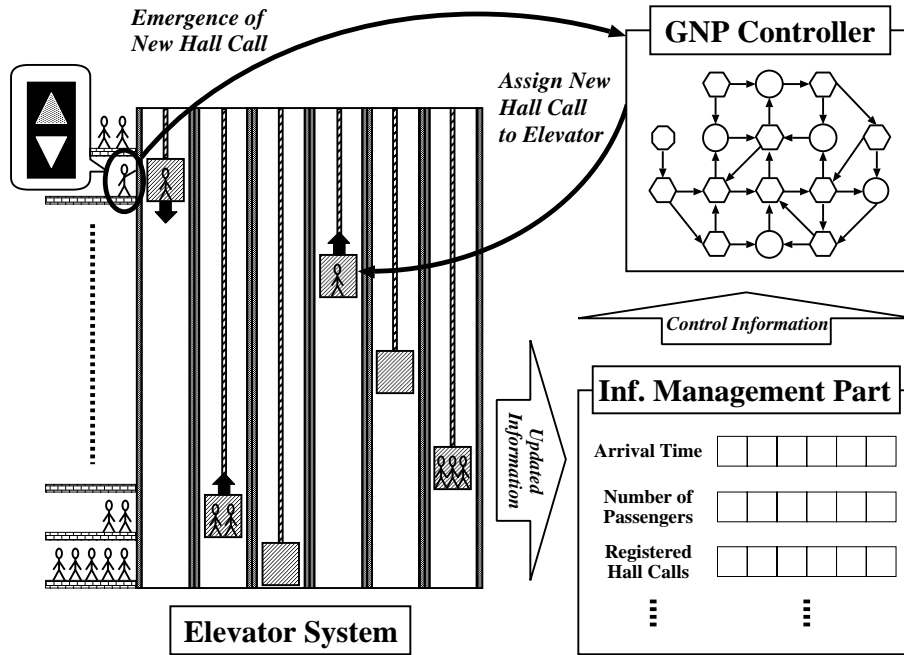 Emergence of
New Hall Call
GNP Controller
Assign New
Hall Call
to Elevator
Control Information
Updated
Information
Inf. Management Part
Arrival Time
Number of
Passengers
Registered
Hall Calls
Elevator System